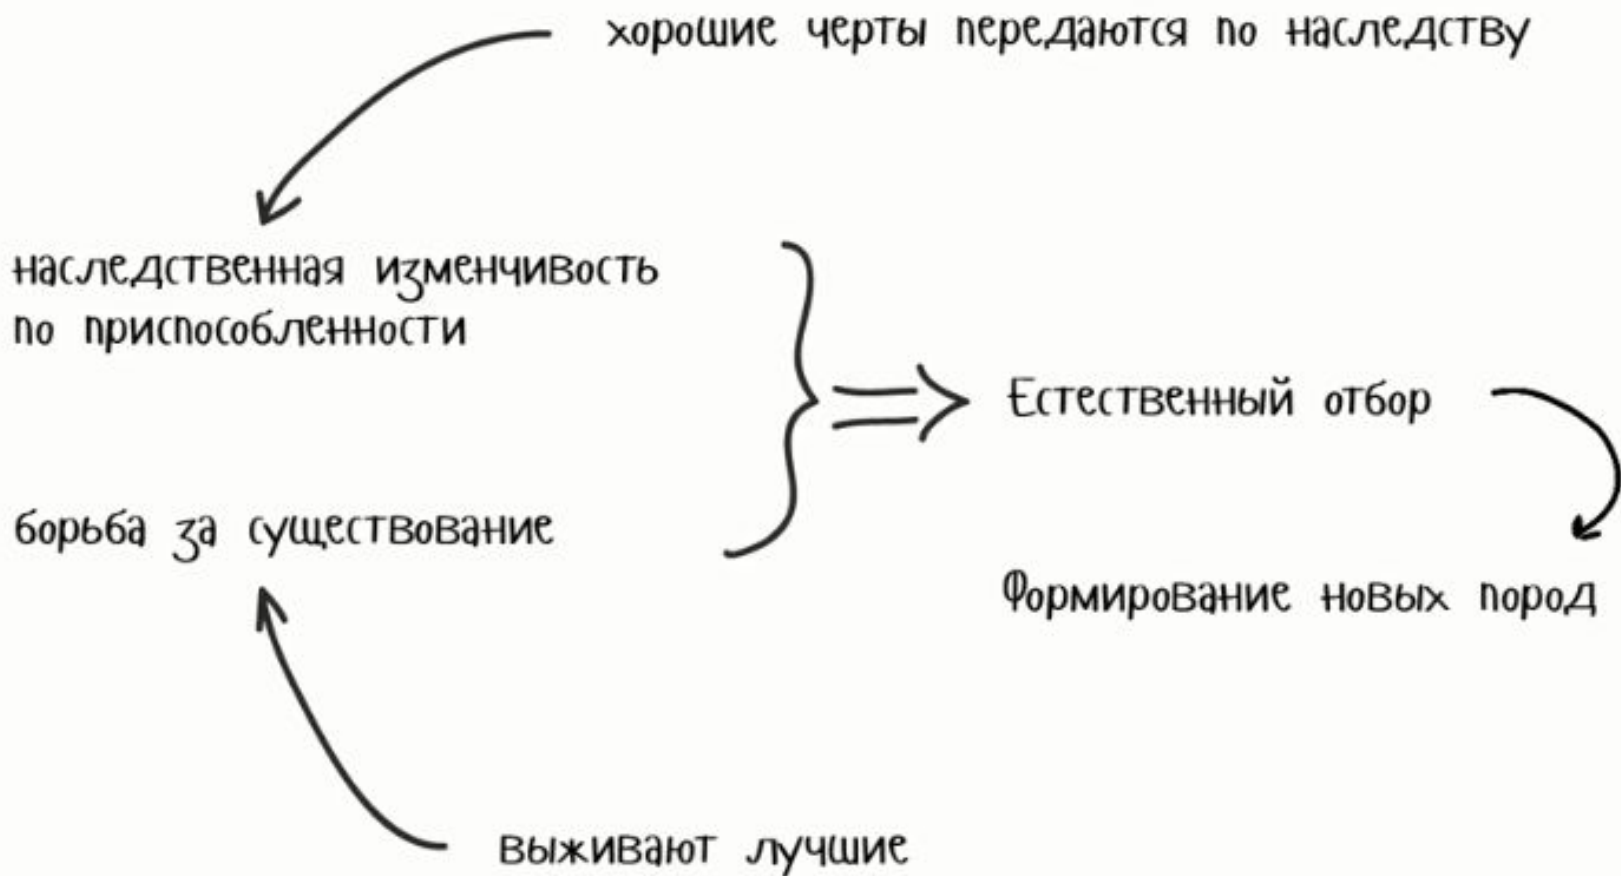 хорошие черты передаются по наследству
наследственная изменчивость
по приспособленности
Естественный отбор
борьба за существование
Формирование новых пород
выживают лучшие